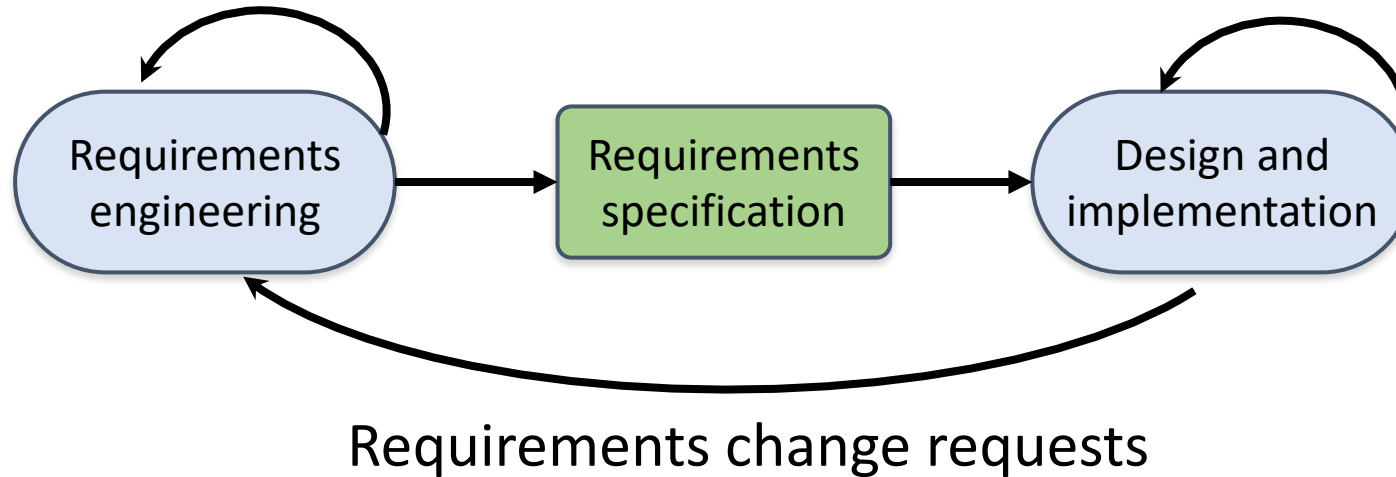 Requirements
engineering
Requirements
specification
Design and
implementation
Requirements change requests